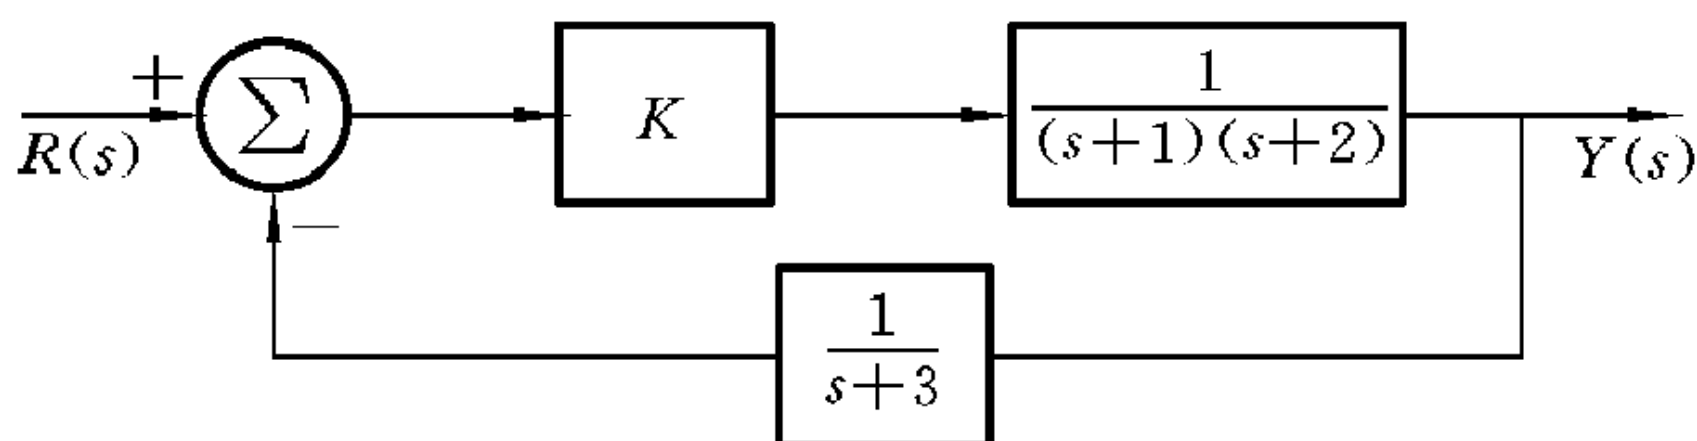 +
R(s)
Σ
K
1
(s+1)(s+2)
Y(s)
−
1
s+3